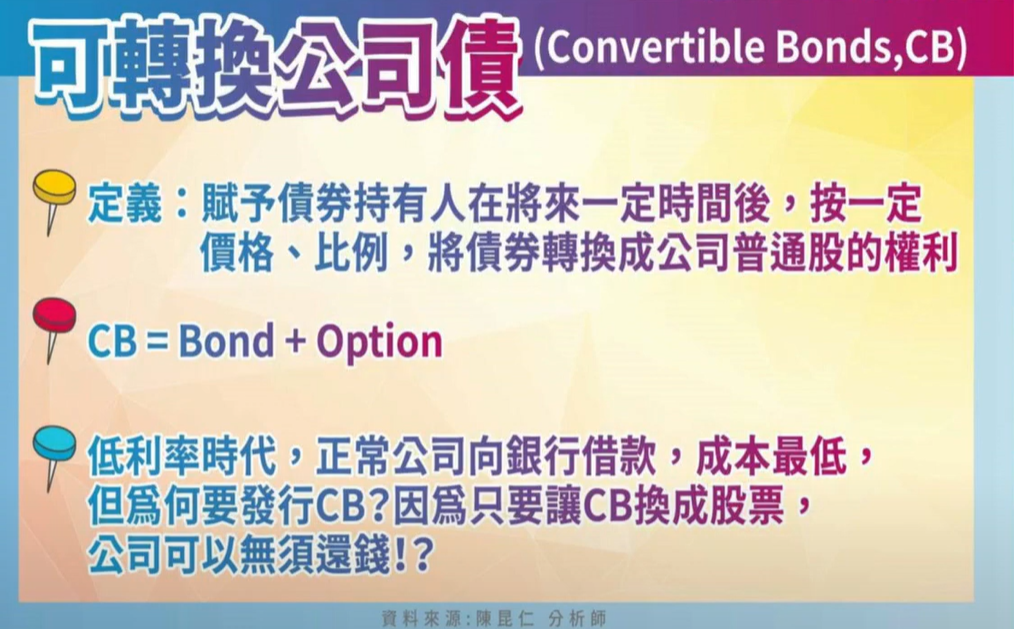 可轉換公司債 (Convertible Bonds,CB)
定義：賦予債券持有人在將來一定時間後，按一定
價格、比例，將債券轉換成公司普通股的權利
CB = Bond + Option
低利率時代，正常公司向銀行借款，成本最低，
但為何要發行CB？因為只要讓CB換成股票，
公司可以無須還錢！？
資料來源：陳昆仁 分析師